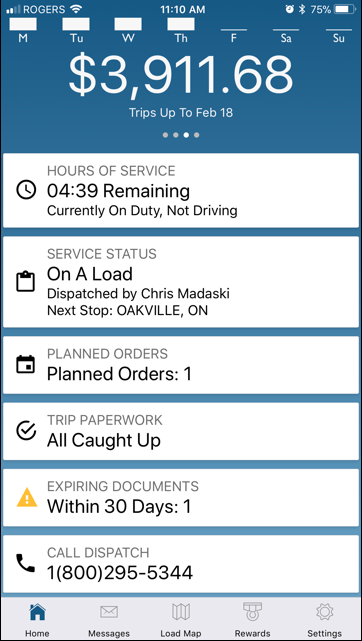 ROGERS 11:10 AM 75%
M Tu W Th F Sa Su
$3,911.68
Trips Up To Feb 18
HOURS OF SERVICE
04:39 Remaining
Currently On Duty, Not Driving
SERVICE STATUS
On A Load
Dispatched by Chris Madaski
Next Stop: OAKVILLE, ON
PLANNED ORDERS
Planned Orders: 1
TRIP PAPERWORK
All Caught Up
EXPIRING DOCUMENTS
Within 30 Days: 1
CALL DISPATCH
1(800)295-5344
Home Messages Load Map Rewards Settings